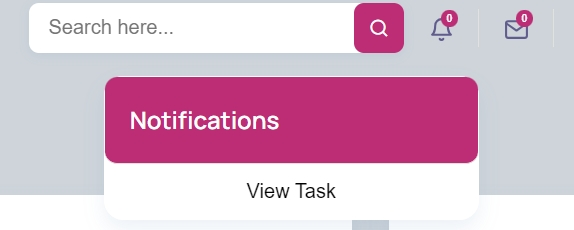 Search here...
0
0
Notifications
View Task